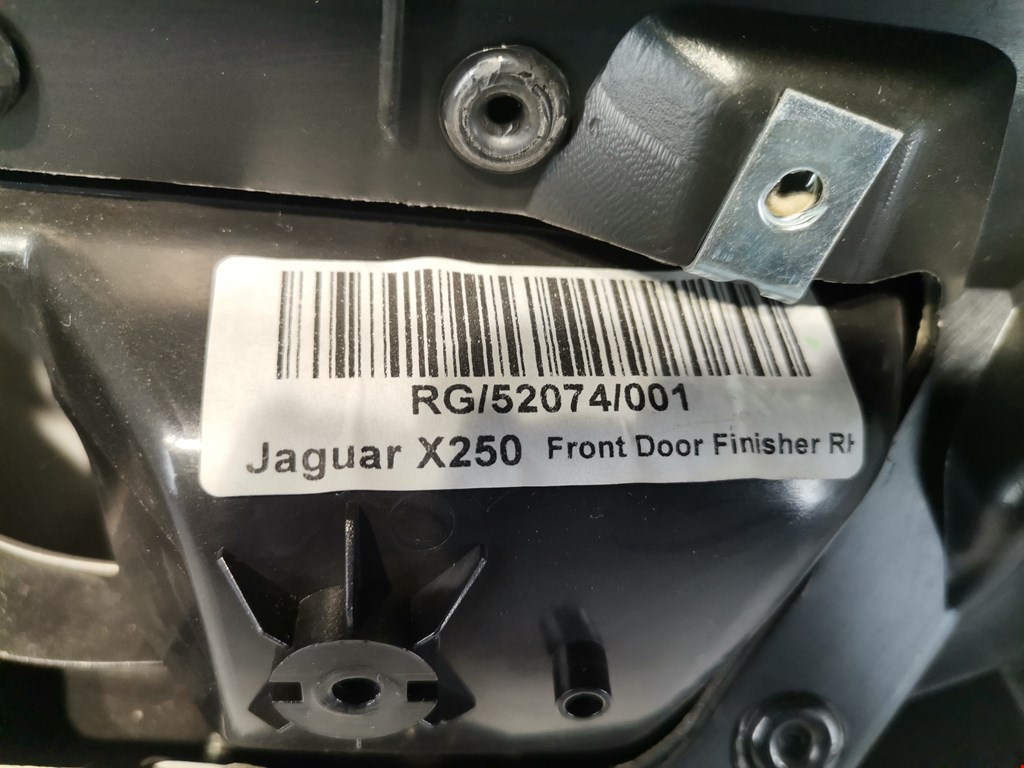 RG/52074/001
Jaguar X250 Front Door Finisher